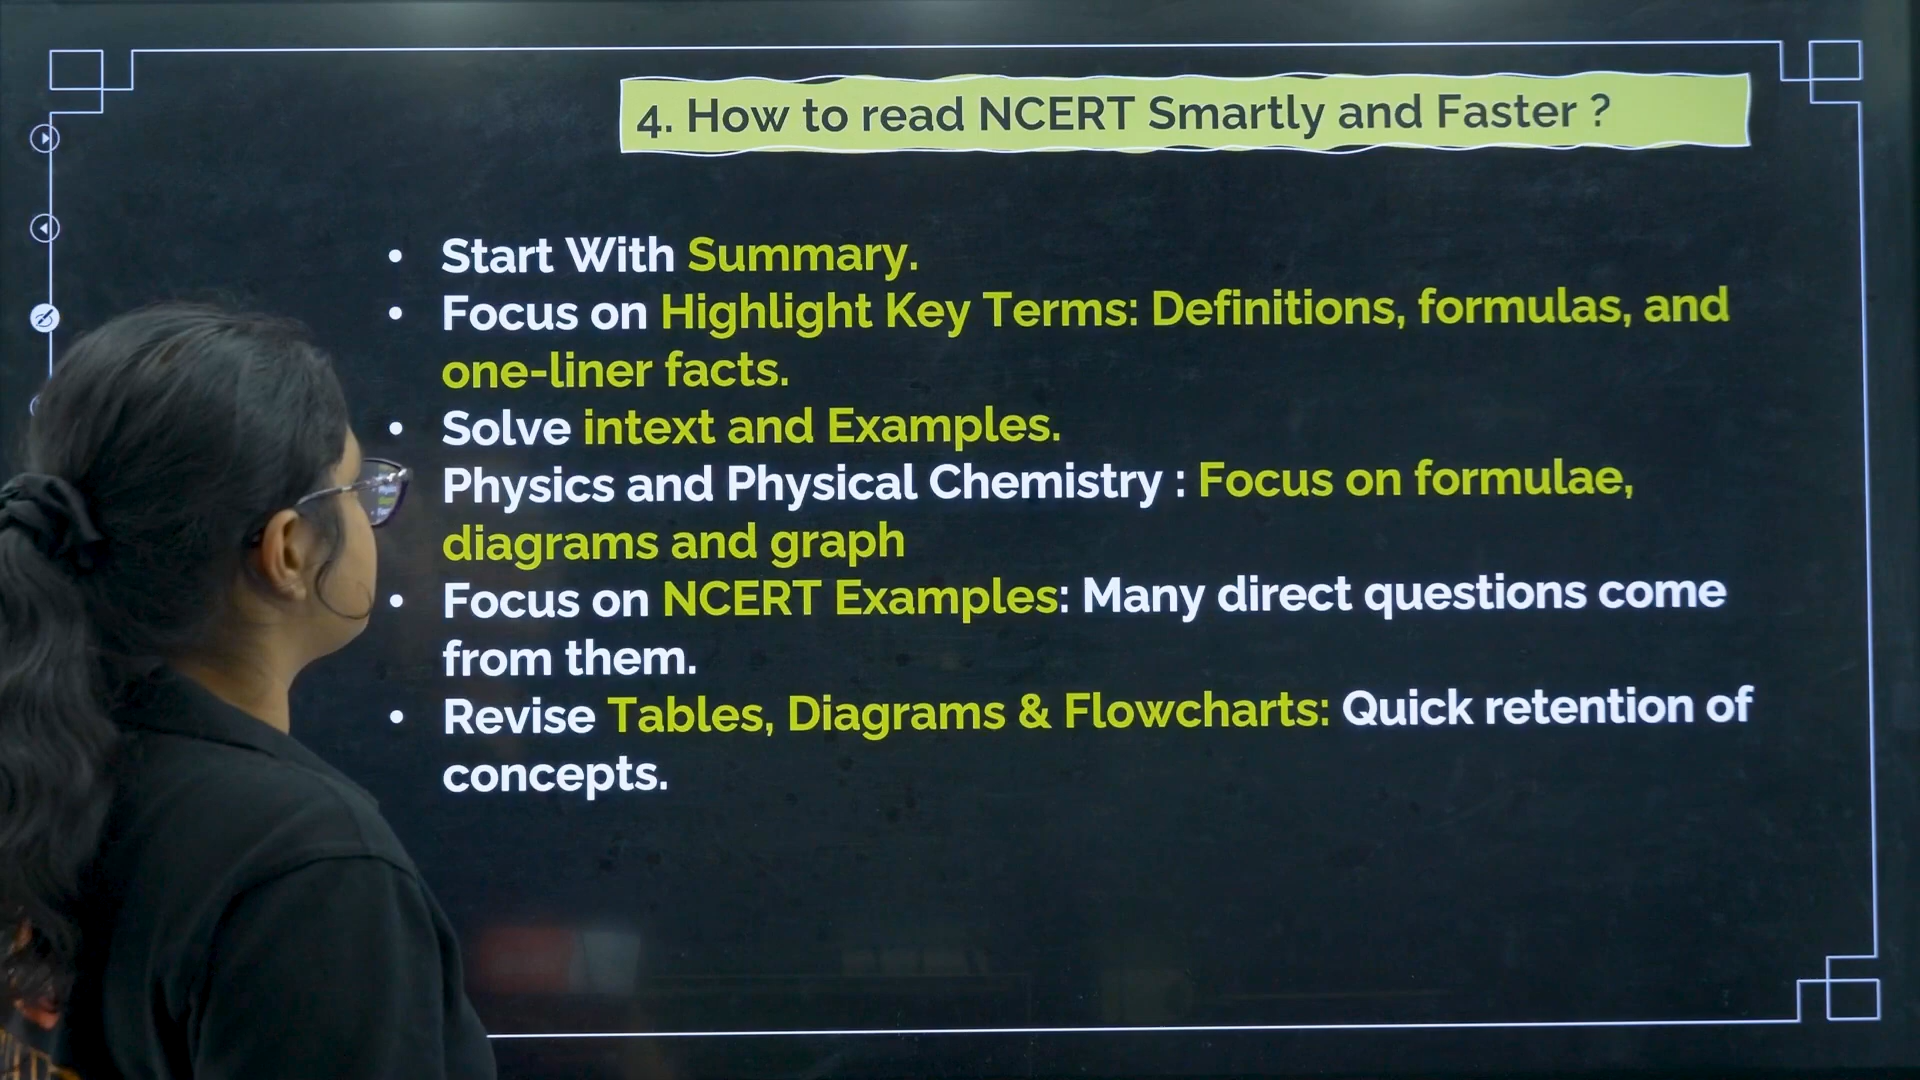 4. How to read NCERT Smartly and Faster ?
• Start With Summary.
• Focus on Highlight Key Terms: Definitions, formulas, and
one-liner facts.
• Solve intext and Examples.
Physics and Physical Chemistry : Focus on formulae,
diagrams and graph
• Focus on NCERT Examples: Many direct questions come
from them.
• Revise Tables, Diagrams & Flowcharts: Quick retention of
concepts.